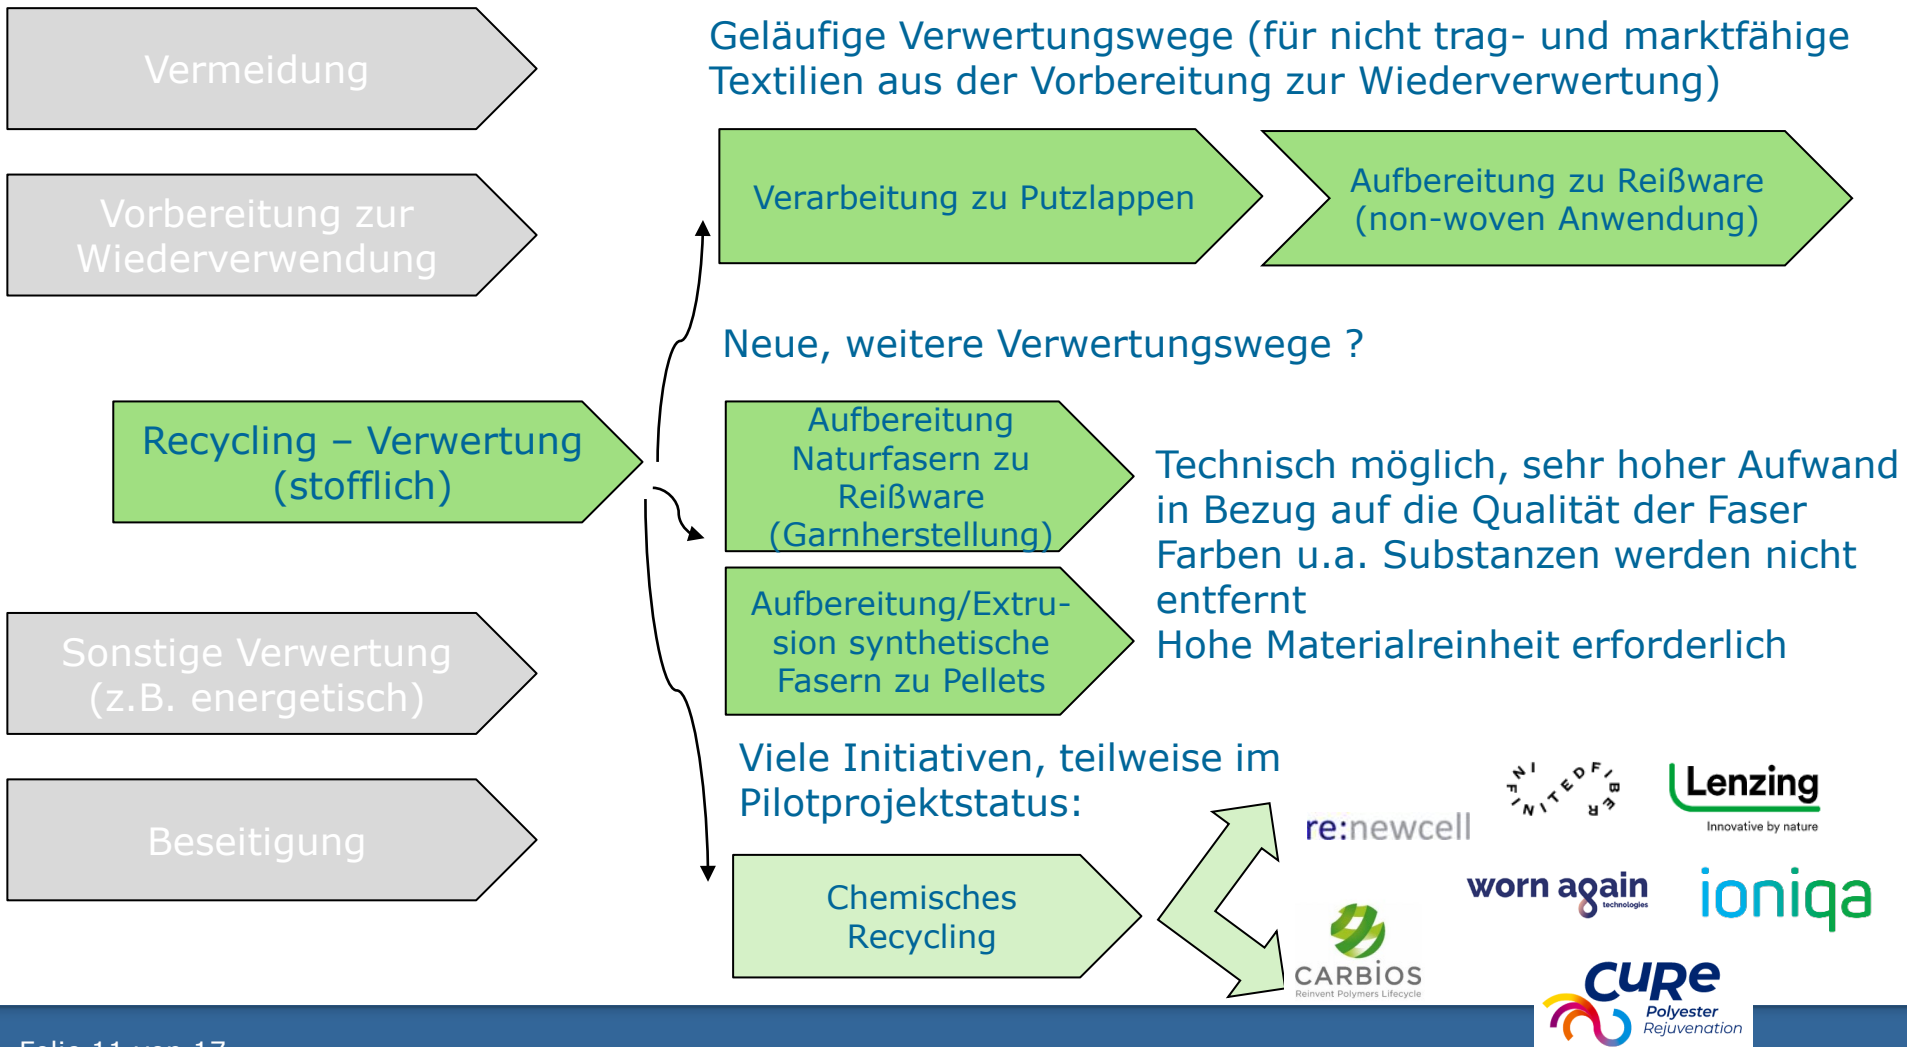 Vermeidung
Vorbereitung zur
Wiederverwendung
Recycling – Verwertung
(stofflich)
Sonstige Verwertung
(z.B. energetisch)
Beseitigung
Geläufige Verwertungswege (für nicht trag- und marktfähige
Textilien aus der Vorbereitung zur Wiederverwertung)
Verarbeitung zu Putzlappen
Aufbereitung zu Reißware
(non-woven Anwendung)
Neue, weitere Verwertungswege ?
Aufbereitung
Naturfasern zu
Reißware
(Garnherstellung)
Aufbereitung/Extru-
sion synthetische
Fasern zu Pellets
Technisch möglich, sehr hoher Aufwand
in Bezug auf die Qualität der Faser
Farben u.a. Substanzen werden nicht
entfernt
Hohe Materialreinheit erforderlich
Viele Initiativen, teilweise im
Pilotprojektstatus:
Chemisches
Recycling
re:newcell
INFINITED FIBER
Lenzing
Innovative by nature
worn again
technologies
ioniqa
CARBIOS
Reinvent Polymers Lifecycle
CURe
Polyester
Rejuvenation
Folie 11 von 17